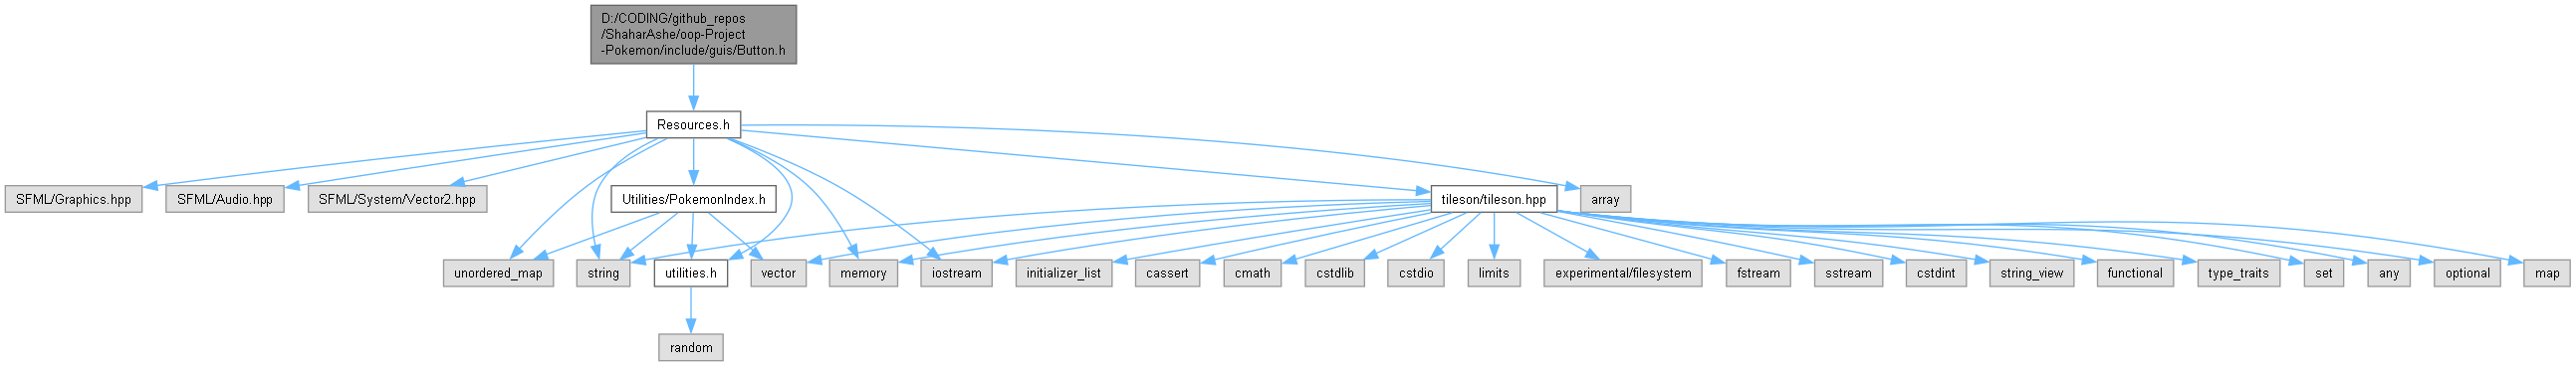 D:/CODING/github_repos
/ShaharAshe/oop-Project
-Pokemon/include/guis/Button.h
Resources.h
SFML/Graphics.hpp
SFML/Audio.hpp
SFML/System/Vector2.hpp
Utilities/PokemonIndex.h
tileson/tileson.hpp
array
unordered_map
string
utilities.h
vector
memory
iostream
initializer_list
cassert
cmath
cstdlib
cstdio
limits
experimental/filesystem
fstream
sstream
cstdint
string_view
functional
type_traits
set
any
optional
map
random